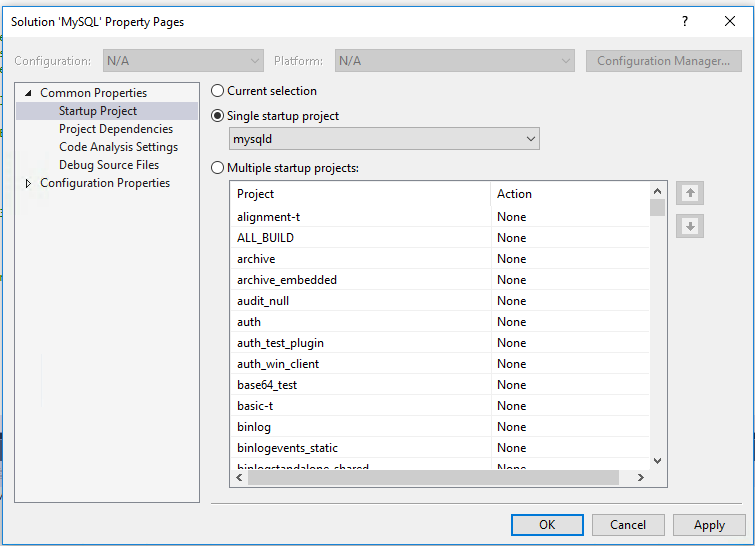 Solution 'MySQL' Property Pages
Configuration: N/A Platform: N/A Configuration Manager...
Common Properties
Startup Project
Project Dependencies
Code Analysis Settings
Debug Source Files
Configuration Properties
Current selection
Single startup project
mysqld
Multiple startup projects:
Project Action
alignment-t None
ALL_BUILD None
archive None
archive_embedded None
audit_null None
auth None
auth_test_plugin None
auth_win_client None
base64_test None
basic-t None
binlog None
binlogevents_static None
binlogstandalone_shared None
OK Cancel Apply